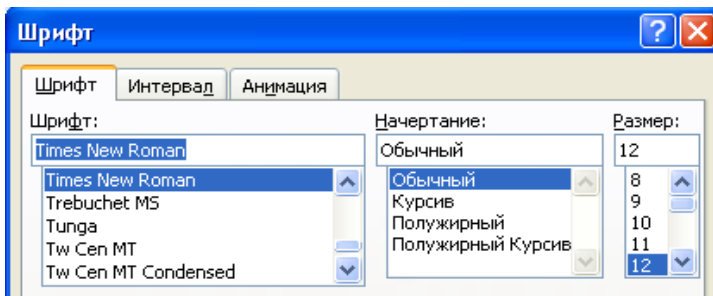 Шрифт
Шрифт Интервал Анимация
Шрифт: Начертание: Размер:
Times New Roman Обычный 12
Times New Roman Обычный 8
Trebuchet MS Курсив 9
Tunga Полужирный 10
Tw Cen MT Полужирный Курсив 11
Tw Cen MT Condensed 12